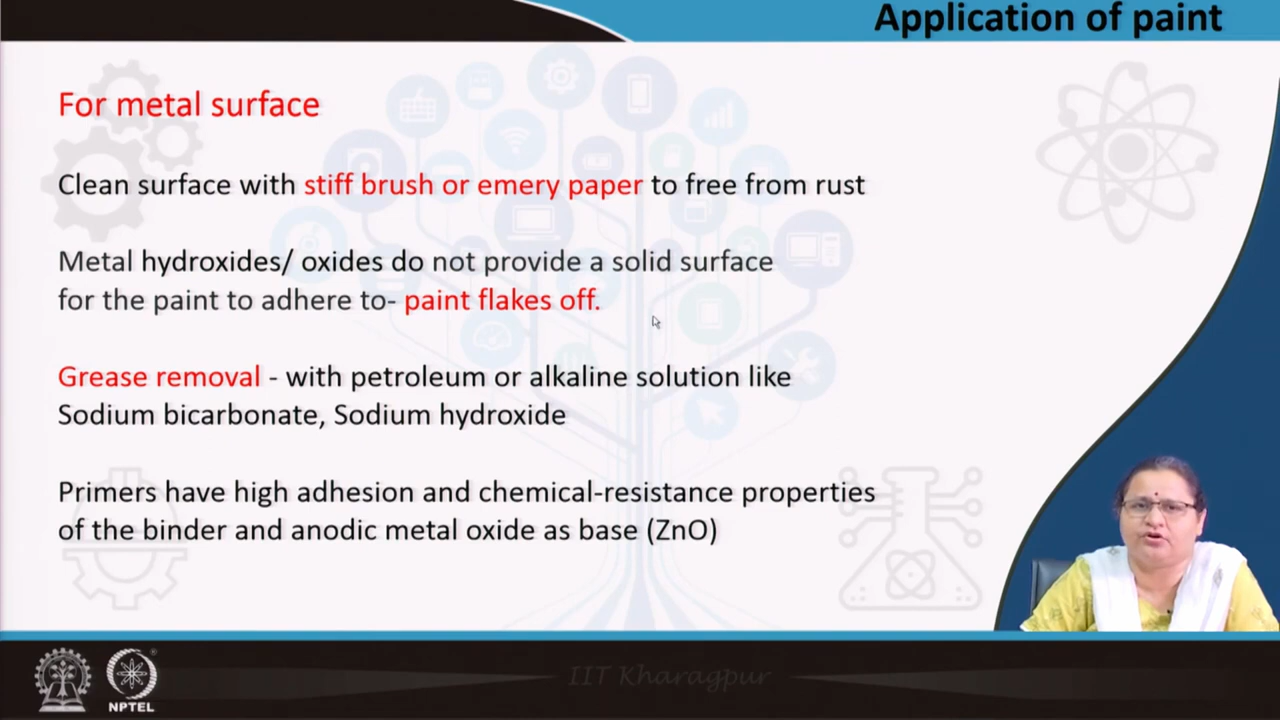 Application of paint
For metal surface
Clean surface with stiff brush or emery paper to free from rust
Metal hydroxides/ oxides do not provide a solid surface
for the paint to adhere to- paint flakes off.
Grease removal - with petroleum or alkaline solution like
Sodium bicarbonate, Sodium hydroxide
Primers have high adhesion and chemical-resistance properties
of the binder and anodic metal oxide as base (ZnO)
IIT Kharagpur
NPTEL